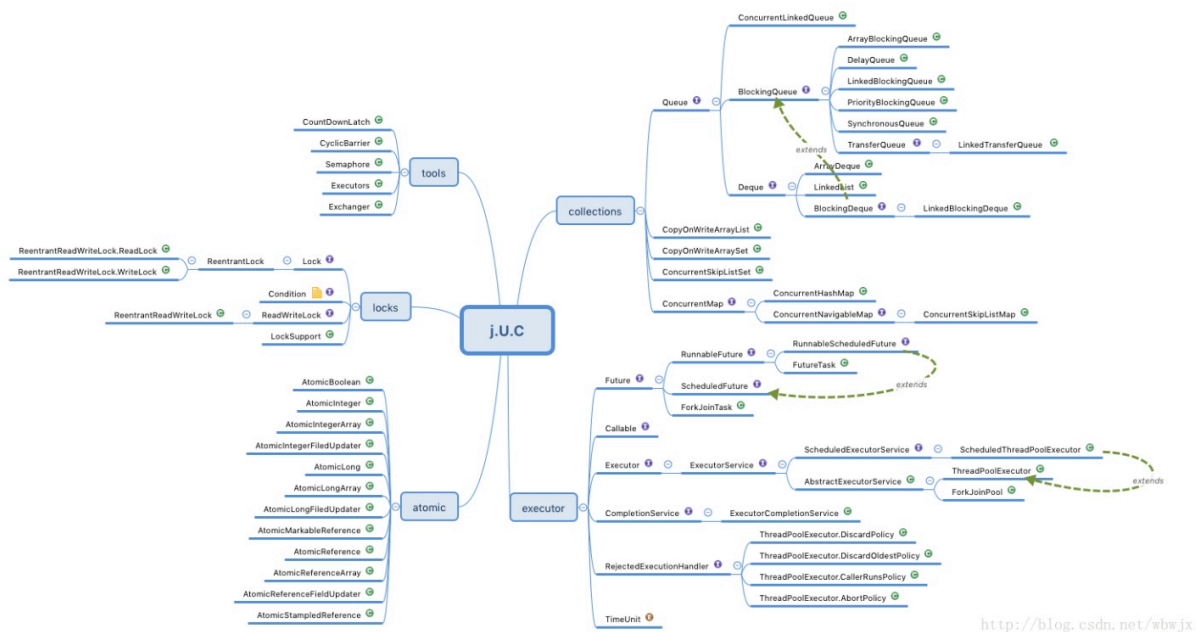 j.U.C
tools
CountDownLatch
CyclicBarrier
Semaphore
Executors
Exchanger
locks
Lock
ReentrantLock
ReentrantReadWriteLock.ReadLock
ReentrantReadWriteLock.WriteLock
Condition
ReadWriteLock
ReentrantReadWriteLock
LockSupport
atomic
AtomicBoolean
AtomicInteger
AtomicIntegerArray
AtomicIntegerFiledUpdater
AtomicLong
AtomicLongArray
AtomicLongFiledUpdater
AtomicMarkableReference
AtomicReference
AtomicReferenceArray
AtomicReferenceFieldUpdater
AtomicStampledReference
collections
Queue
ConcurrentLinkedQueue
BlockingQueue
ArrayBlockingQueue
DelayQueue
LinkedBlockingQueue
PriorityBlockingQueue
SynchronousQueue
TransferQueue
LinkedTransferQueue
extends
Deque
ArrayDeque
LinkedList
BlockingDeque
LinkedBlockingDeque
CopyOnWriteArrayList
CopyOnWriteArraySet
ConcurrentSkipListSet
ConcurrentMap
ConcurrentHashMap
ConcurrentNavigableMap
ConcurrentSkipListMap
executor
Future
RunnableFuture
RunnableScheduledFuture
FutureTask
ScheduledFuture
extends
ForkJoinTask
Callable
Executor
ExecutorService
ScheduledExecutorService
ScheduledThreadPoolExecutor
AbstractExecutorService
ThreadPoolExecutor
extends
ForkJoinPool
CompletionService
ExecutorCompletionService
RejectedExecutionHandler
ThreadPoolExecutor.DiscardPolicy
ThreadPoolExecutor.DiscardOldestPolicy
ThreadPoolExecutor.CallerRunsPolicy
ThreadPoolExecutor.AbortPolicy
TimeUnit
http://blog.csdn.net/wbwjx